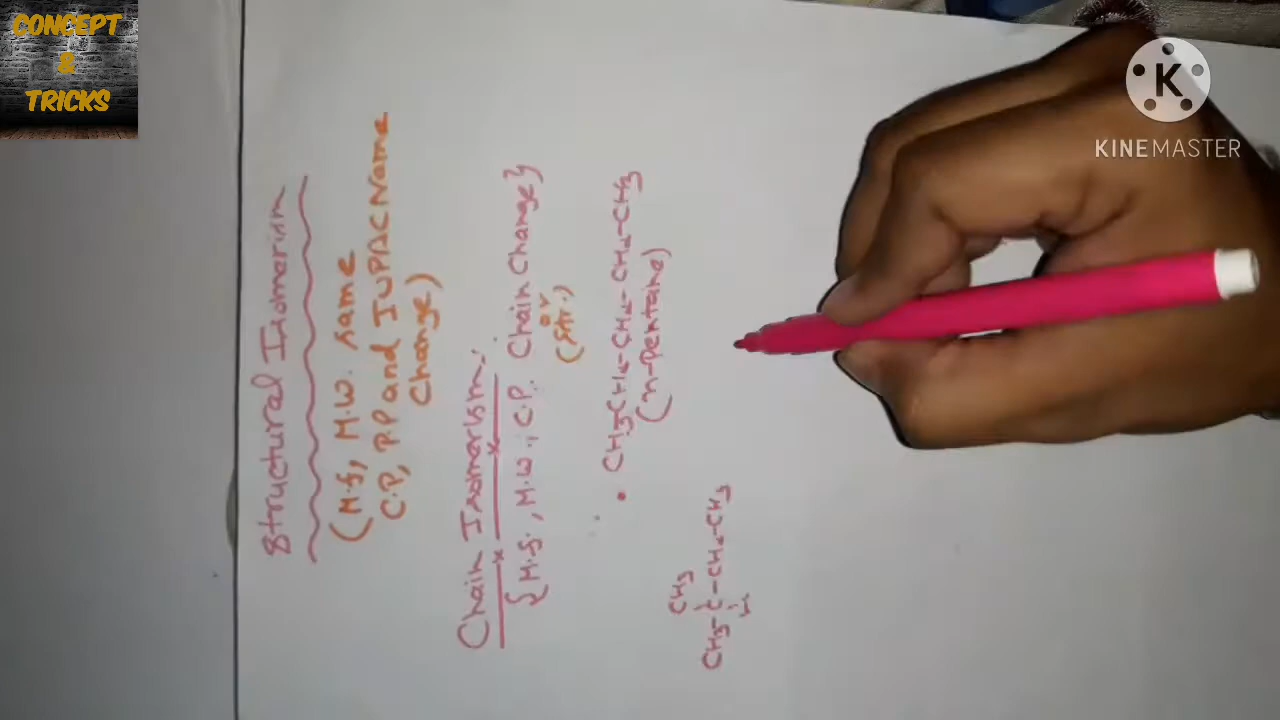 CONCEPT
&
TRICKS
K
KINEMASTER
Structural Isomerism
(M.f, M.W. same
C.P, P.P and IUPAC Name
Change)
Chain Isomerism:
{M.f., M.W., C.P. Chain Change}
or
(str.)
CH3-CH2-CH2-CH2-CH3
(n-Pentane)
CH3
CH3-C-CH2-CH3
H